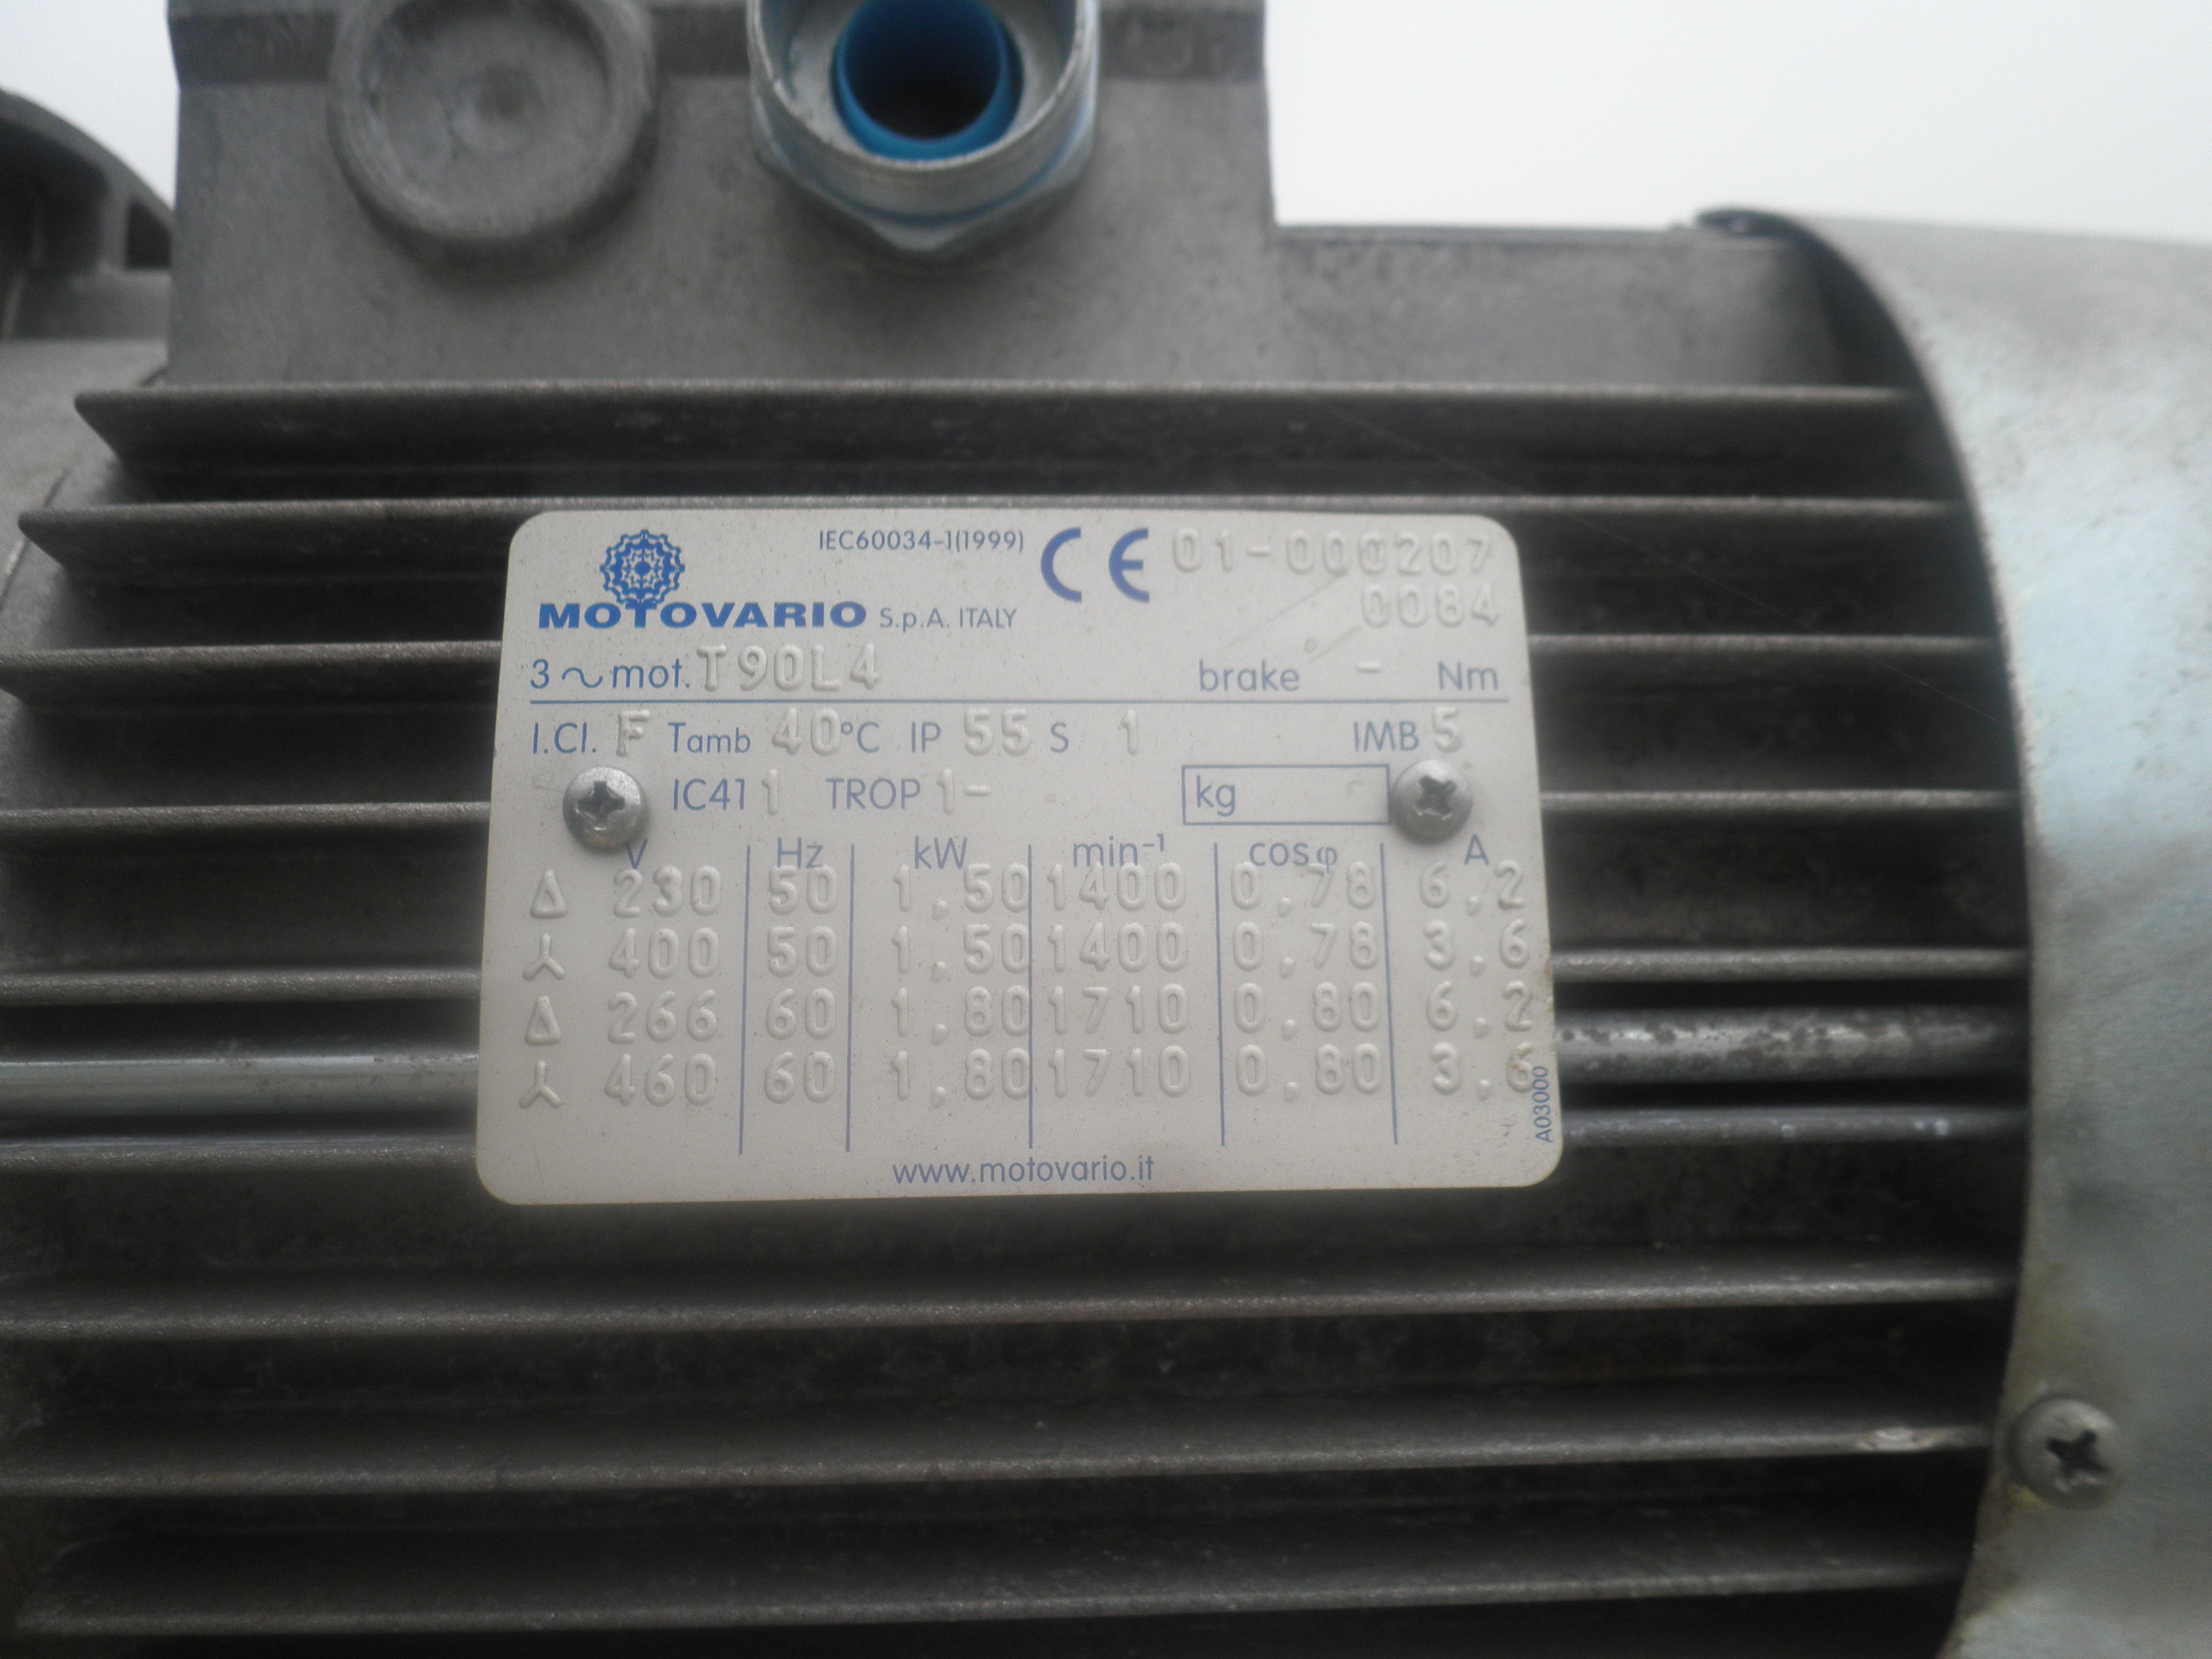 IEC60034-1(1999) CE 01-000207
MOTOVARIO S.p.A. ITALY 0084
3~mot. T90L4 brake - Nm
I.Cl. F Tamb 40°C IP 55 S 1 IMB 5
IC41 1 TROP 1- kg
V Hz kW min⁻¹ cosφ A
Δ 230 50 1,50 1400 0,78 6,2
⅄ 400 50 1,50 1400 0,78 3,6
Δ 266 60 1,80 1710 0,80 6,2
⅄ 460 60 1,80 1710 0,80 3,6
A03000
www.motovario.it